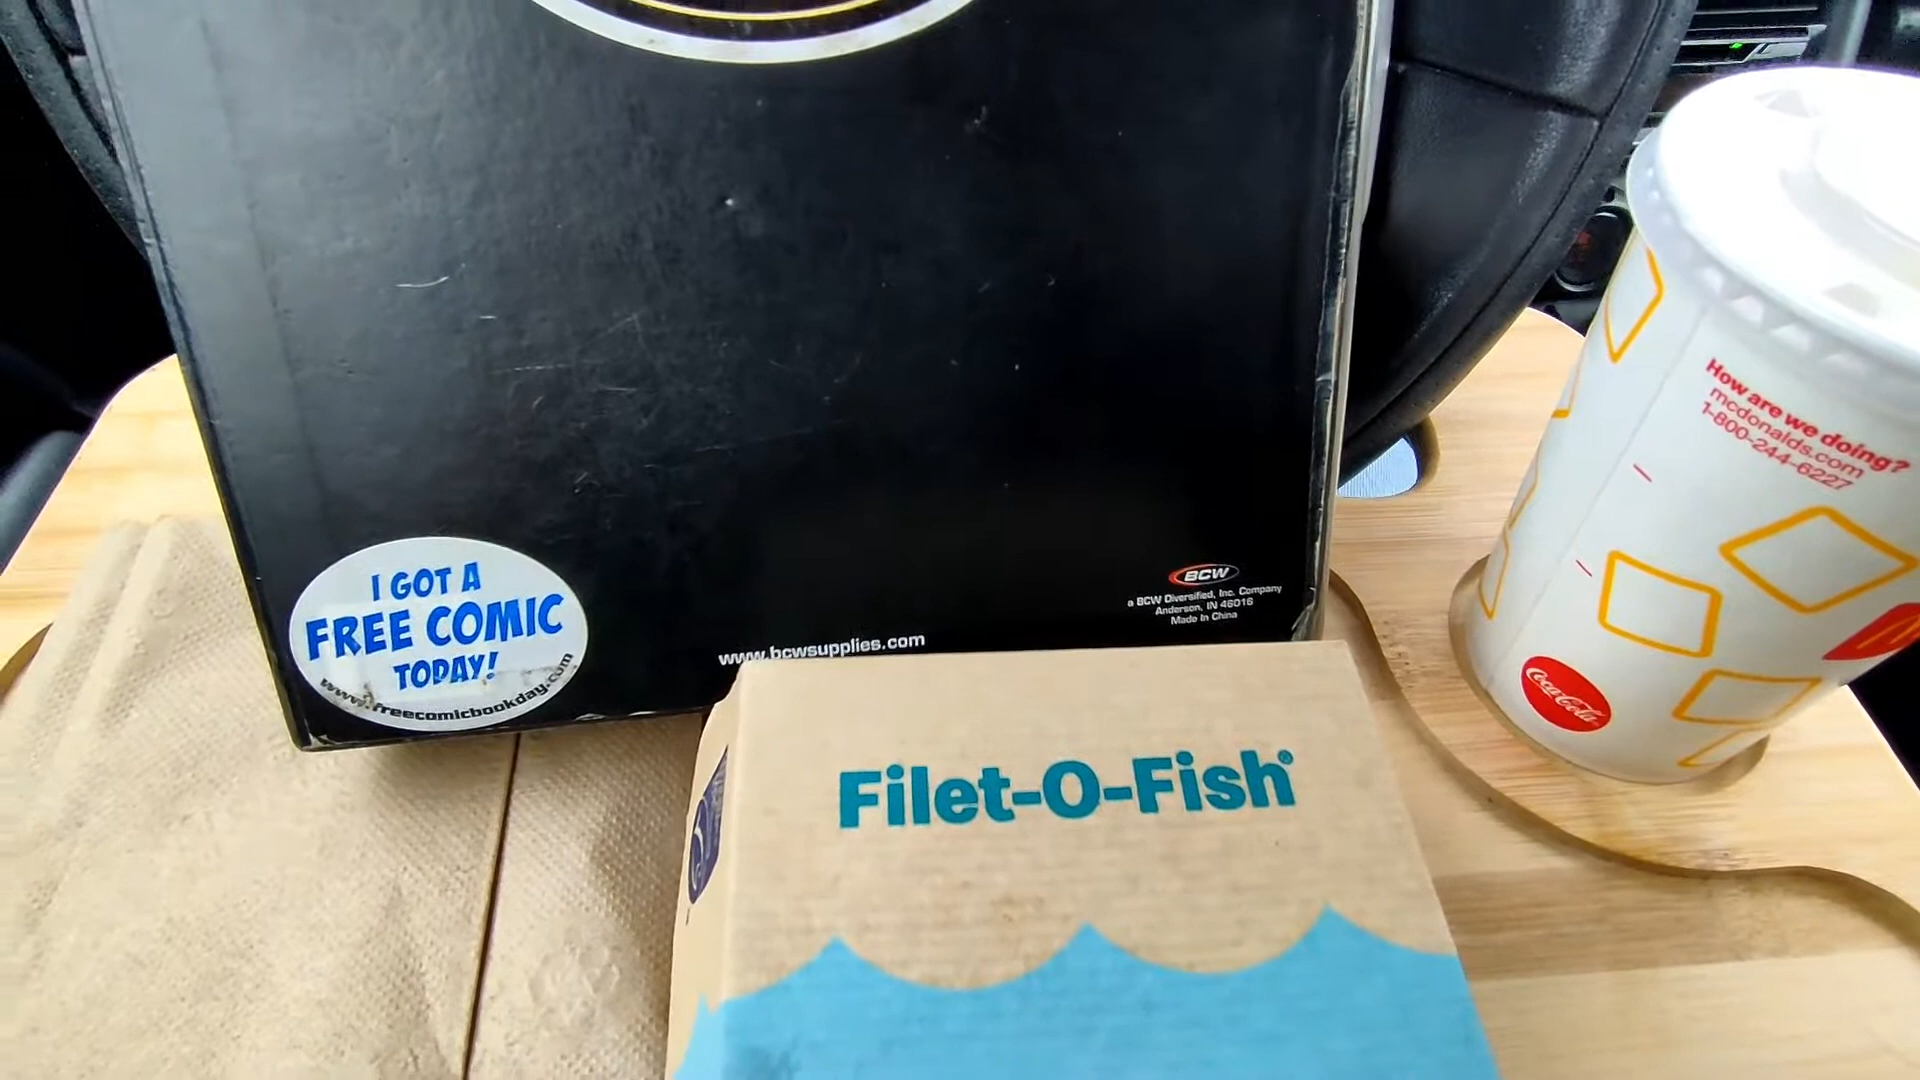 I GOT A
FREE COMIC
TODAY!
www.freecomicbookday.com
BCW
a BCW Diversified, Inc. Company
Anderson, IN 46016
Made In China
www.bcwsupplies.com
Filet-O-Fish®
How are we doing?
mcdonalds.com
1-800-244-6227
Coca-Cola